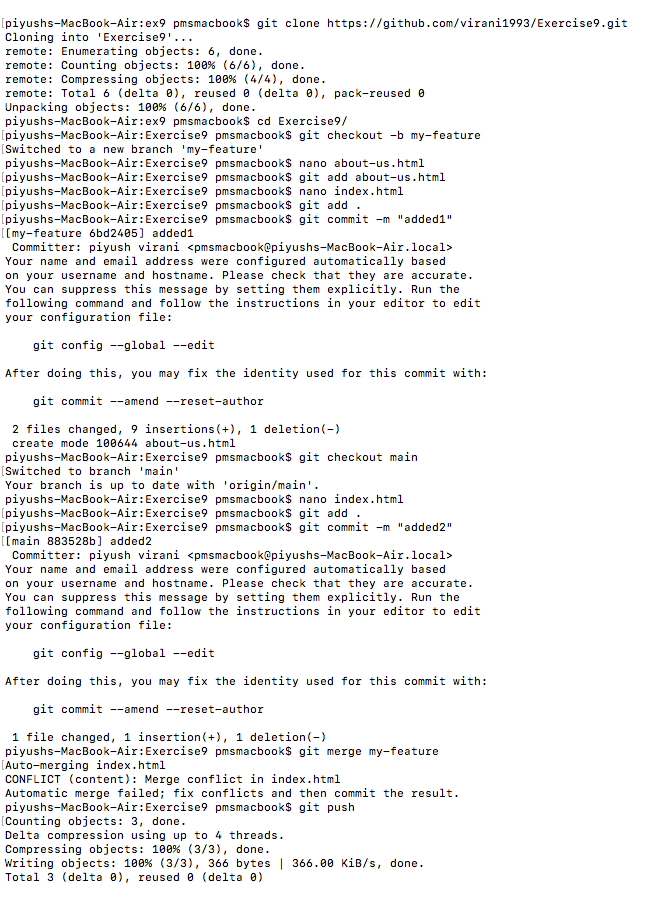 piyushs-MacBook-Air:ex9 pmsmacbook$ git clone https://github.com/virani1993/Exercise9.git
Cloning into 'Exercise9'...
remote: Enumerating objects: 6, done.
remote: Counting objects: 100% (6/6), done.
remote: Compressing objects: 100% (4/4), done.
remote: Total 6 (delta 0), reused 0 (delta 0), pack-reused 0
Unpacking objects: 100% (6/6), done.
piyushs-MacBook-Air:ex9 pmsmacbook$ cd Exercise9/
[piyushs-MacBook-Air:Exercise9 pmsmacbook$ git checkout -b my-feature
[Switched to a new branch 'my-feature'
piyushs-MacBook-Air:Exercise9 pmsmacbook$ nano about-us.html
[piyushs-MacBook-Air:Exercise9 pmsmacbook$ git add about-us.html
[piyushs-MacBook-Air:Exercise9 pmsmacbook$ nano index.html
[piyushs-MacBook-Air:Exercise9 pmsmacbook$ git add .
[piyushs-MacBook-Air:Exercise9 pmsmacbook$ git commit -m "added1"
[[my-feature 6bd2405] added1
 Committer: piyush virani <pmsmacbook@piyushs-MacBook-Air.local>
Your name and email address were configured automatically based
on your username and hostname. Please check that they are accurate.
You can suppress this message by setting them explicitly. Run the
following command and follow the instructions in your editor to edit
your configuration file:
    git config --global --edit
After doing this, you may fix the identity used for this commit with:
    git commit --amend --reset-author
 2 files changed, 9 insertions(+), 1 deletion(-)
 create mode 100644 about-us.html
piyushs-MacBook-Air:Exercise9 pmsmacbook$ git checkout main
[Switched to branch 'main'
Your branch is up to date with 'origin/main'.
piyushs-MacBook-Air:Exercise9 pmsmacbook$ nano index.html
[piyushs-MacBook-Air:Exercise9 pmsmacbook$ git add .
[piyushs-MacBook-Air:Exercise9 pmsmacbook$ git commit -m "added2"
[[main 883528b] added2
 Committer: piyush virani <pmsmacbook@piyushs-MacBook-Air.local>
Your name and email address were configured automatically based
on your username and hostname. Please check that they are accurate.
You can suppress this message by setting them explicitly. Run the
following command and follow the instructions in your editor to edit
your configuration file:
    git config --global --edit
After doing this, you may fix the identity used for this commit with:
    git commit --amend --reset-author
 1 file changed, 1 insertion(+), 1 deletion(-)
piyushs-MacBook-Air:Exercise9 pmsmacbook$ git merge my-feature
[Auto-merging index.html
CONFLICT (content): Merge conflict in index.html
Automatic merge failed; fix conflicts and then commit the result.
piyushs-MacBook-Air:Exercise9 pmsmacbook$ git push
[Counting objects: 3, done.
Delta compression using up to 4 threads.
Compressing objects: 100% (3/3), done.
Writing objects: 100% (3/3), 366 bytes | 366.00 KiB/s, done.
Total 3 (delta 0), reused 0 (delta 0)